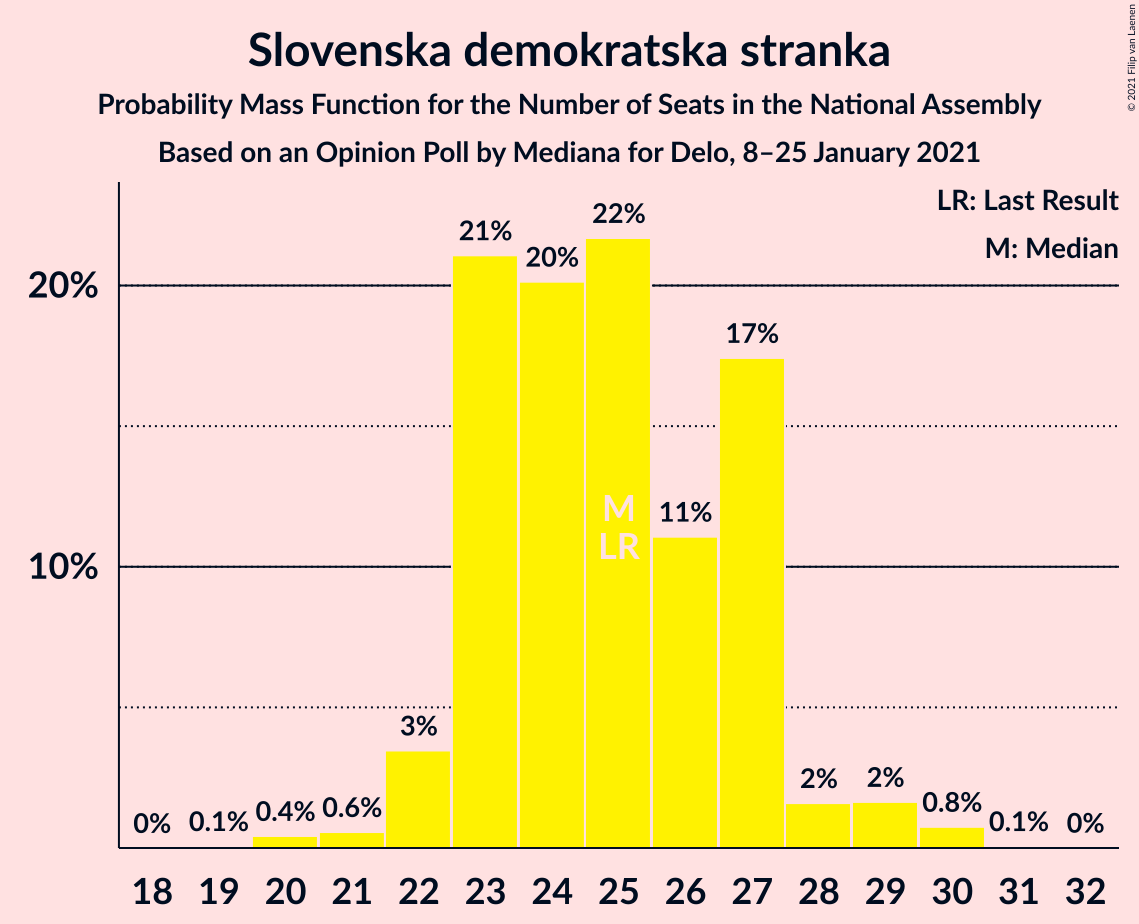 Slovenska demokratska stranka
Probability Mass Function for the Number of Seats in the National Assembly
Based on an Opinion Poll by Mediana for Delo, 8–25 January 2021
© 2021 Filip van Laenen
LR: Last Result
M: Median
20%
10%
0%
0.1%
0.4%
0.6%
3%
21%
20%
22%
11%
17%
2%
2%
0.8%
0.1%
0%
M
LR
18 19 20 21 22 23 24 25 26 27 28 29 30 31 32